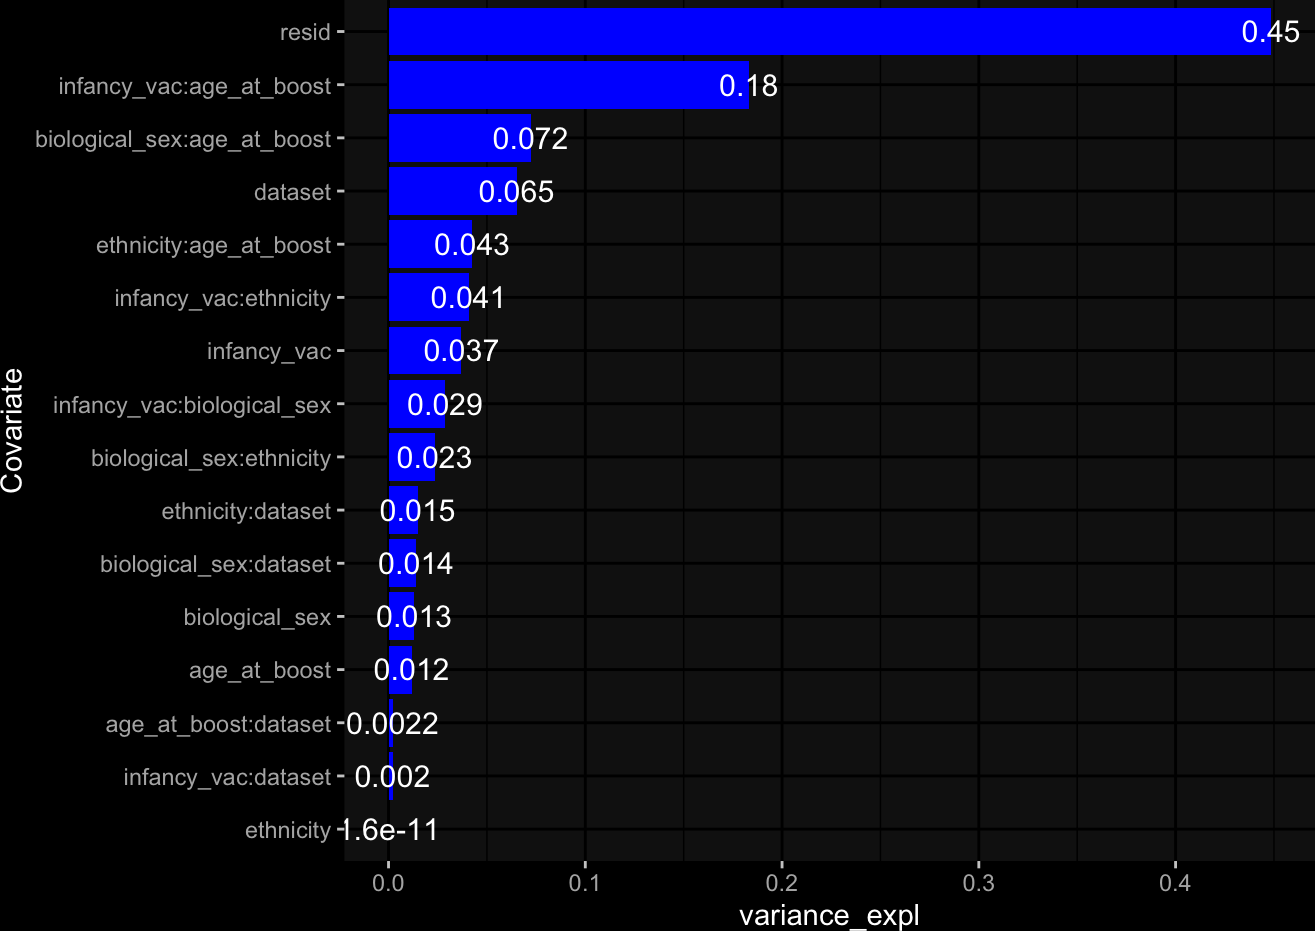 resid 0.45
infancy_vac:age_at_boost 0.18
biological_sex:age_at_boost 0.072
dataset 0.065
ethnicity:age_at_boost 0.043
infancy_vac:ethnicity 0.041
infancy_vac 0.037
infancy_vac:biological_sex 0.029
biological_sex:ethnicity 0.023
ethnicity:dataset 0.015
biological_sex:dataset 0.014
biological_sex 0.013
age_at_boost 0.012
age_at_boost:dataset 0.0022
infancy_vac:dataset 0.002
ethnicity 1.6e-11
Covariate
0.0 0.1 0.2 0.3 0.4
variance_expl